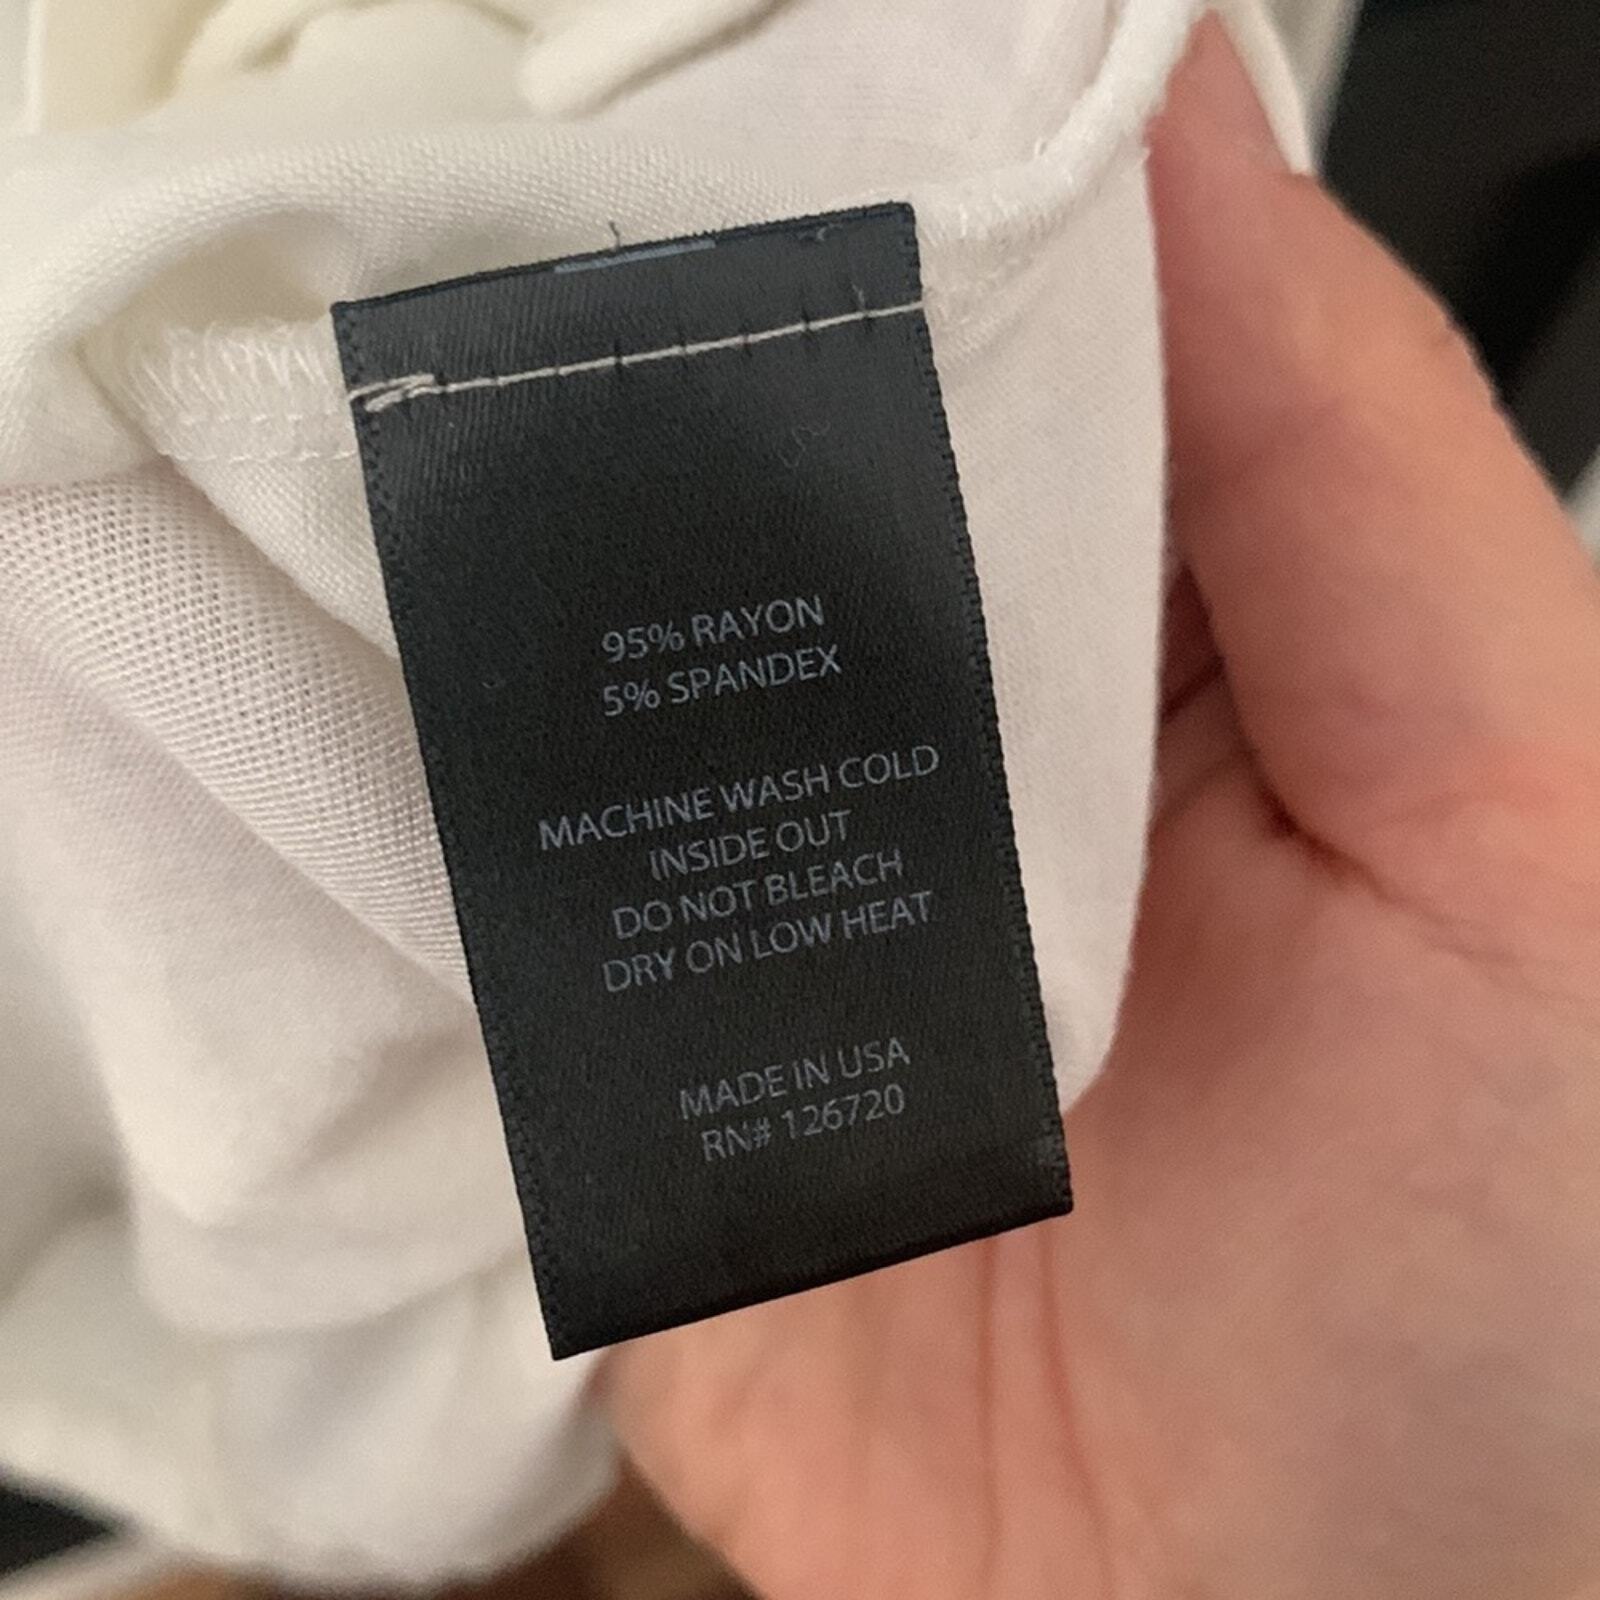 95% RAYON
5% SPANDEX
MACHINE WASH COLD
INSIDE OUT
DO NOT BLEACH
DRY ON LOW HEAT
MADE IN USA
RN# 126720